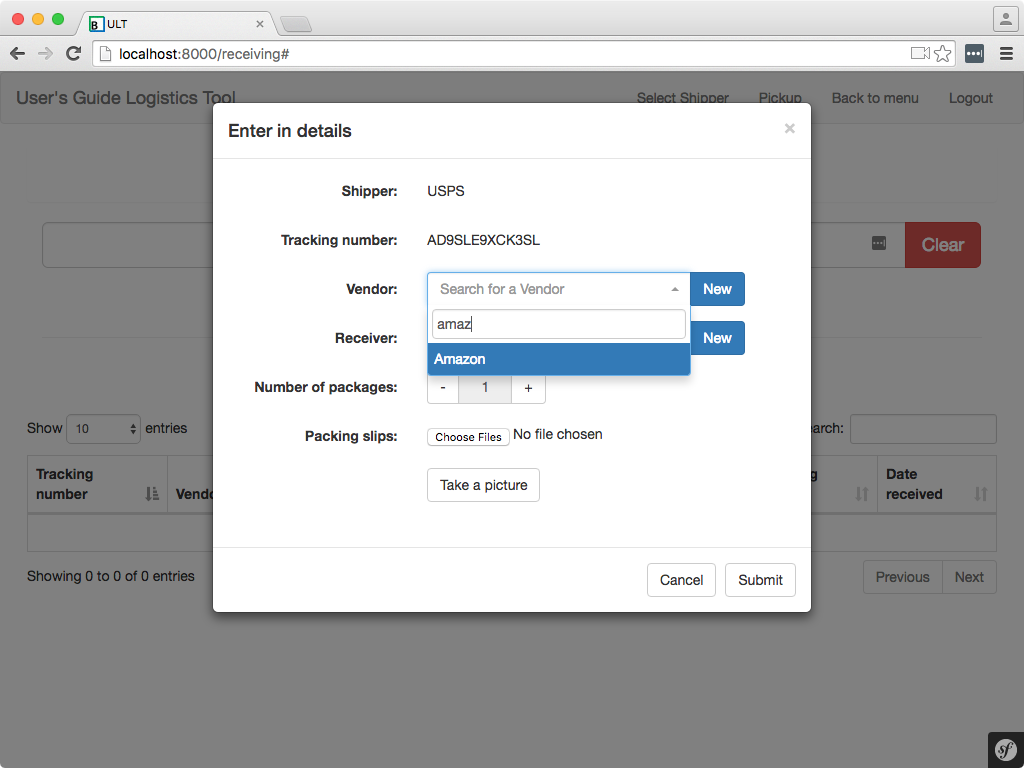 ULT
localhost:8000/receiving#
User's Guide Logistics Tool
Select Shipper Pickup Back to menu Logout
Enter in details ×
Shipper: USPS
Tracking number: AD9SLE9XCK3SL
Clear
Vendor: Search for a Vendor New
amaz
Receiver: New
Amazon
Number of packages: - 1 +
Packing slips: Choose Files No file chosen
Take a picture
Show 10 entries
Tracking number
Date received
Showing 0 to 0 of 0 entries
Previous Next
Cancel Submit
sf